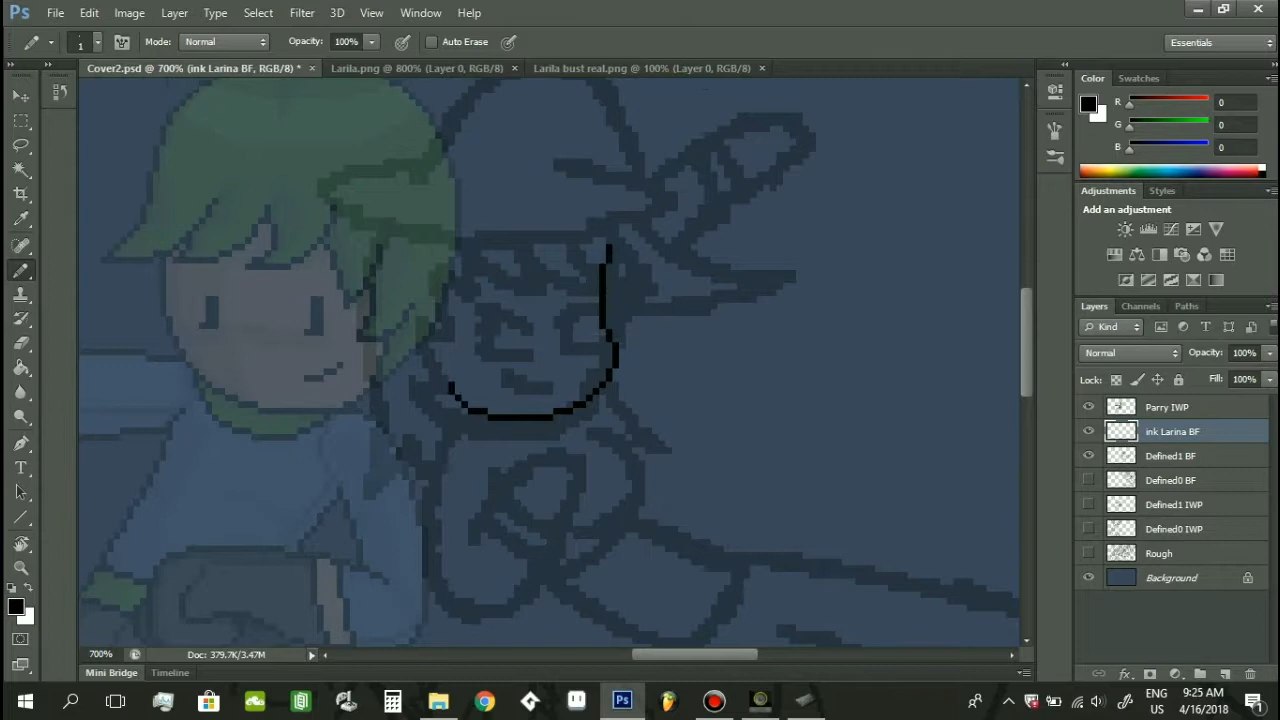 Ps File Edit Image Layer Type Select Filter 3D View Window Help
1 Mode: Normal Opacity: 100% Auto Erase Essentials
Cover2.psd @ 700% (ink Larina BF, RGB/8) * × Larila.png @ 800% (Layer 0, RGB/8) × Larila bust real.png @ 100% (Layer 0, RGB/8) ×
Color Swatches
R 0
G 0
B 0
Adjustments Styles
Add an adjustment
Layers Channels Paths
Kind
Normal Opacity: 100%
Lock: Fill: 100%
Parry IWP
ink Larina BF
Defined1 BF
Defined0 BF
Defined1 IWP
Defined0 IWP
Rough
Background
700% Doc: 379.7K/3.47M
Mini Bridge Timeline
Ps
ENG
US
9:25 AM
4/16/2018